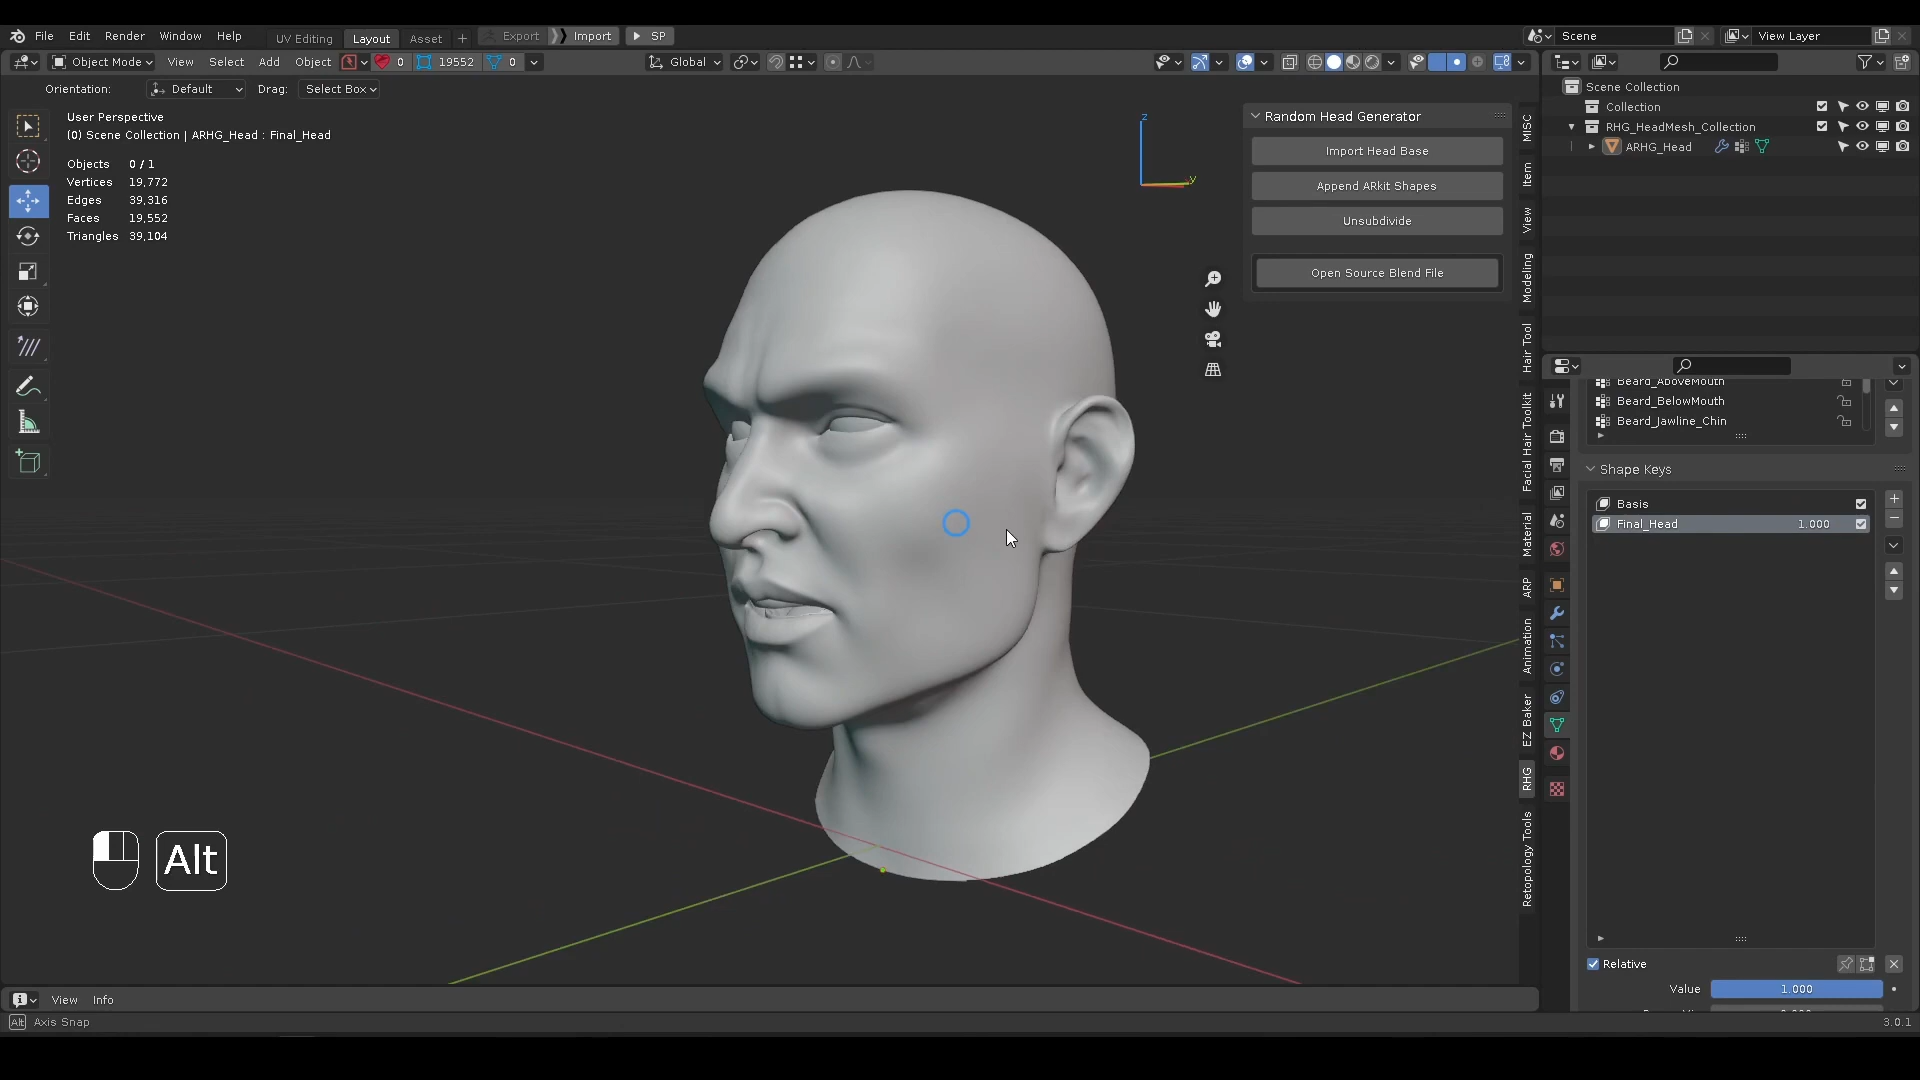 File Edit Render Window Help UV Editing Layout Asset + Export Import SP Scene View Layer
Object Mode View Select Add Object 0 19552 0 Global
Orientation: Default Drag: Select Box
User Perspective
(0) Scene Collection | ARHG_Head : Final_Head
Objects 0 / 1
Vertices 19,772
Edges 39,316
Faces 19,552
Triangles 39,104
z
y
Random Head Generator
Import Head Base
Append ARkit Shapes
Unsubdivide
Open Source Blend File
MISC
Item
View
Modeling
Hair Tool
Facial Hair Toolkit
Material
ARP
Animation
EZ Baker
RHG
Retopology Tools
Scene Collection
Collection
RHG_HeadMesh_Collection
ARHG_Head
Beard_AboveMouth
Beard_BelowMouth
Beard_Jawline_Chin
Shape Keys
Basis
Final_Head 1.000
Relative
Value 1.000
Alt
View Info
Alt Axis Snap
3.0.1